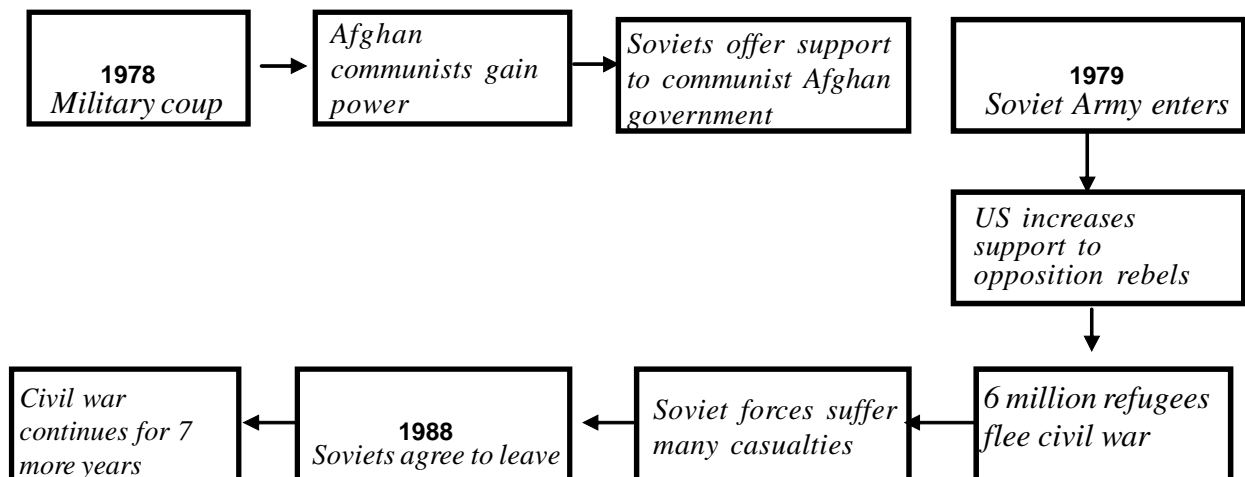 1978
Military coup
Afghan
communists gain
power
Soviets offer support
to communist Afghan
government
1979
Soviet Army enters
US increases
support to
opposition rebels
6 million refugees
flee civil war
Soviet forces suffer
many casualties
1988
Soviets agree to leave
Civil war
continues for 7
more years